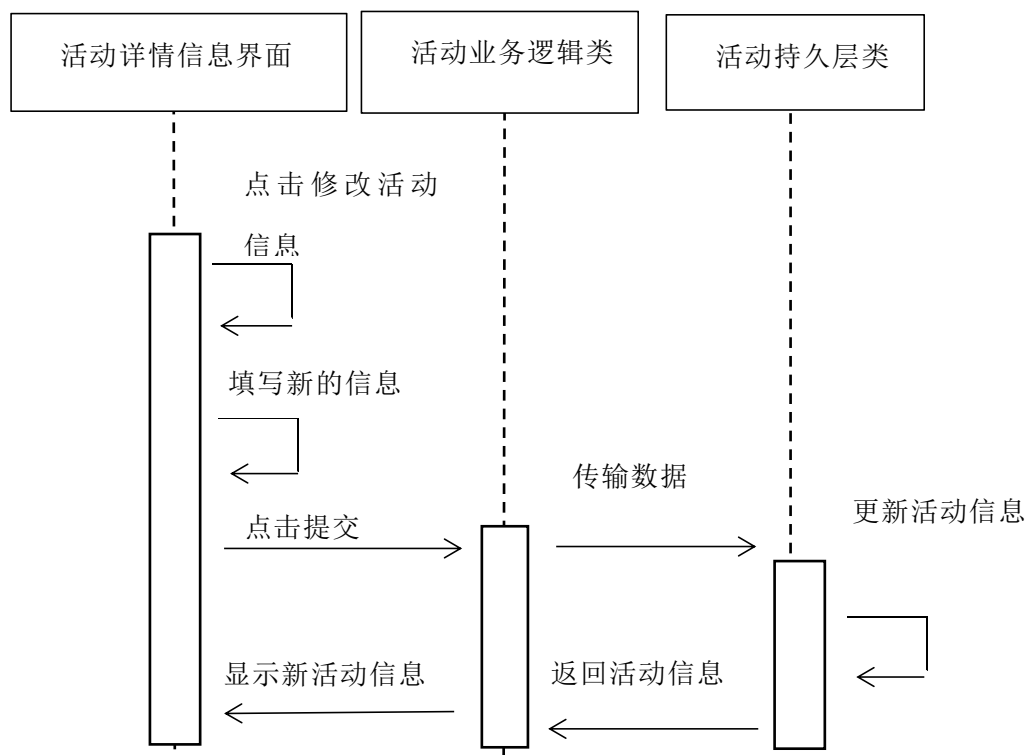 活动详情信息界面
活动业务逻辑类
活动持久层类
点击修改活动
信息
填写新的信息
传输数据
更新活动信息
点击提交
显示新活动信息
返回活动信息